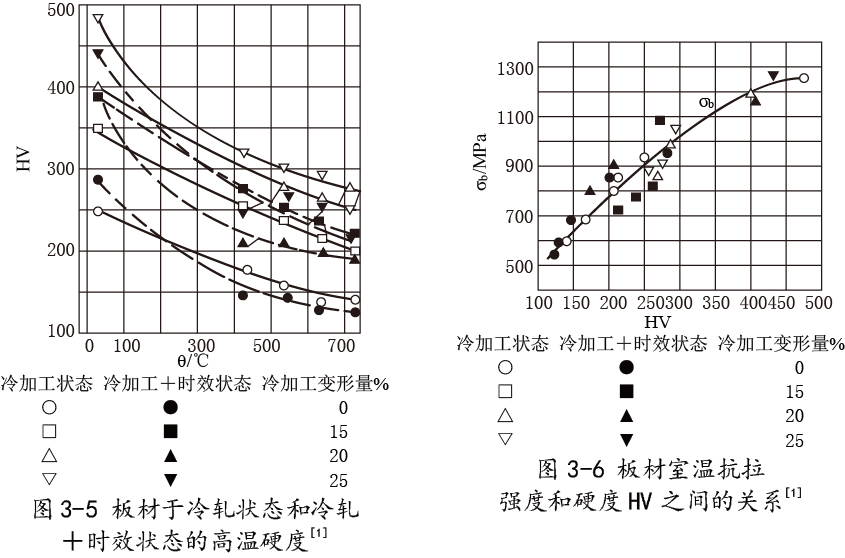 500
400
300
200
100
HV
0 100 300 500 700
θ/℃
冷加工状态 冷加工＋时效状态 冷加工变形量%
0
15
20
25
图 3-5 板材于冷轧状态和冷轧
＋时效状态的高温硬度[1]
1300
1100
900
700
500
σb/MPa
σb
100 150 200 250 300 350 400 450 500
HV
冷加工状态 冷加工＋时效状态 冷加工变形量%
0
15
20
25
图 3-6 板材室温抗拉
强度和硬度 HV 之间的关系[1]